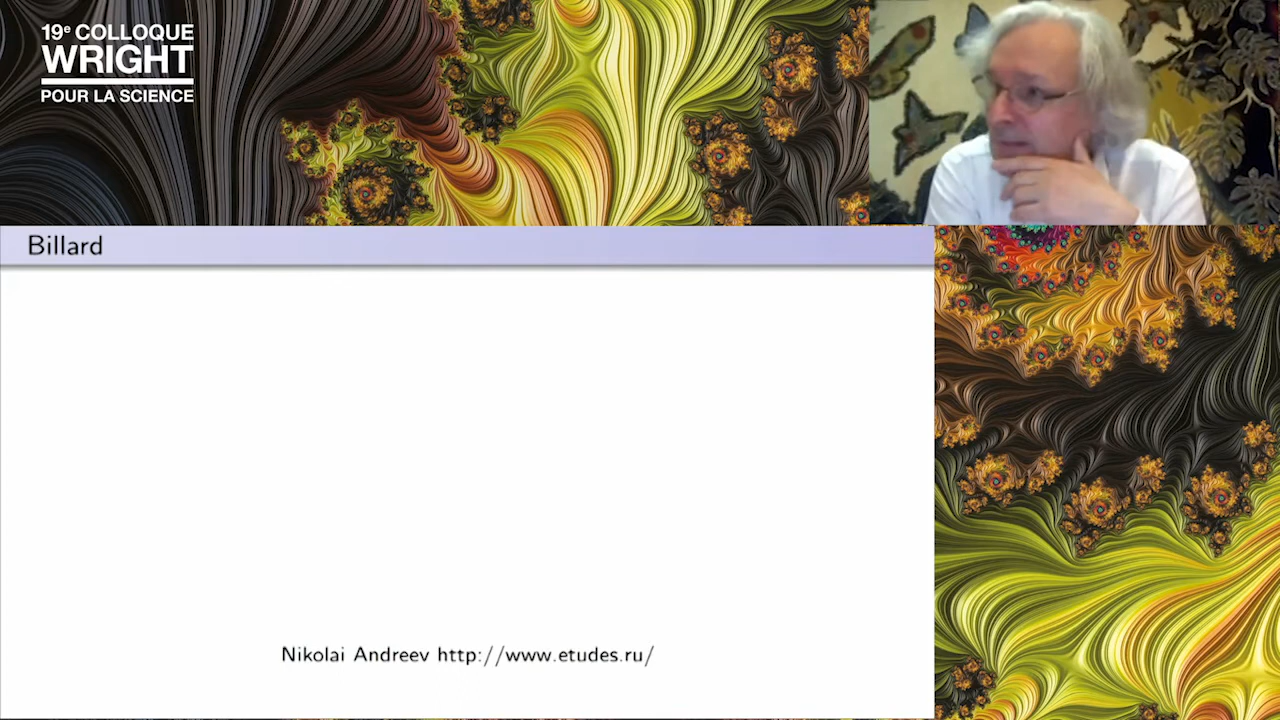 19e COLLOQUE
WRIGHT
POUR LA SCIENCE
Billard
Nikolai Andreev http://www.etudes.ru/